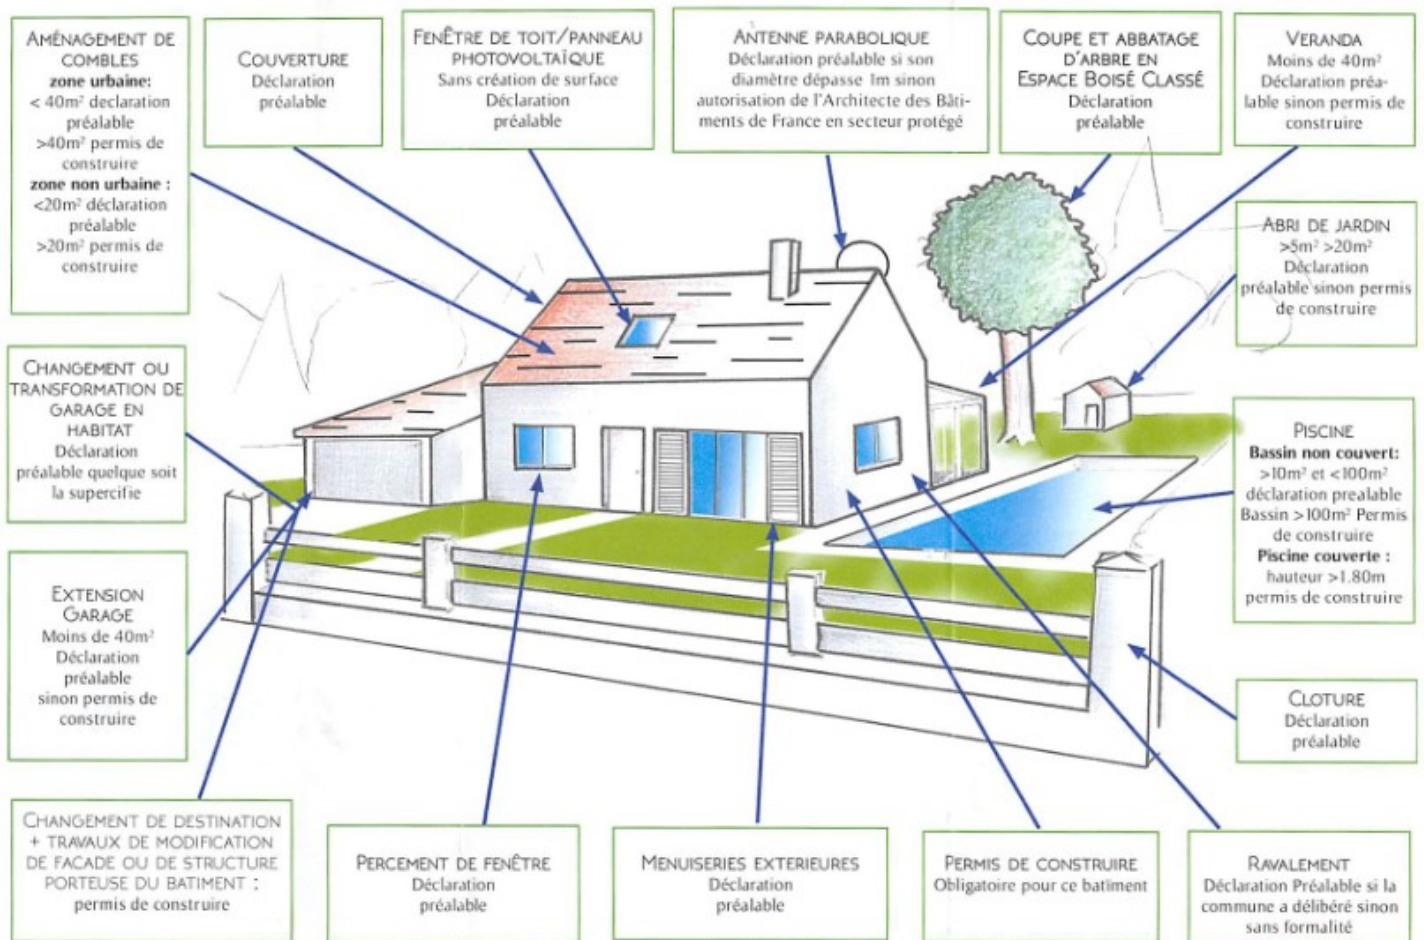 AMÉNAGEMENT DE
COMBLES
zone urbaine:
< 40m² declaration
préalable
>40m² permis de
construire
zone non urbaine :
<20m² déclaration
préalable
>20m² permis de
construire
COUVERTURE
Déclaration
préalable
FENÊTRE DE TOIT/PANNEAU
PHOTOVOLTAÏQUE
Sans création de surface
Déclaration
préalable
ANTENNE PARABOLIQUE
Déclaration préalable si son
diamètre dépasse 1m sinon
autorisation de l'Architecte des Bâti-
ments de France en secteur protégé
COUPE ET ABBATAGE
D'ARBRE EN
ESPACE BOISÉ CLASSÉ
Déclaration
préalable
VERANDA
Moins de 40m²
Déclaration préa-
lable sinon permis de
construire
ABRI DE JARDIN
>5m² >20m²
Déclaration
préalable sinon permis
de construire
CHANGEMENT OU
TRANSFORMATION DE
GARAGE EN
HABITAT
Déclaration
préalable quelque soit
la supercifie
PISCINE
Bassin non couvert:
>10m² et <100m²
déclaration prealable
Bassin >100m² Permis
de construire
Piscine couverte :
hauteur >1.80m
permis de construire
EXTENSION
GARAGE
Moins de 40m²
Déclaration
préalable
sinon permis de
construire
CLOTURE
Déclaration
préalable
CHANGEMENT DE DESTINATION
+ TRAVAUX DE MODIFICATION
DE FACADE OU DE STRUCTURE
PORTEUSE DU BATIMENT :
permis de construire
PERCEMENT DE FENÊTRE
Déclaration
préalable
MENUISERIES EXTERIEURES
Déclaration
préalable
PERMIS DE CONSTRUIRE
Obligatoire pour ce batîment
RAVALEMENT
Déclaration Préalable si la
commune a délibéré sinon
sans formalité